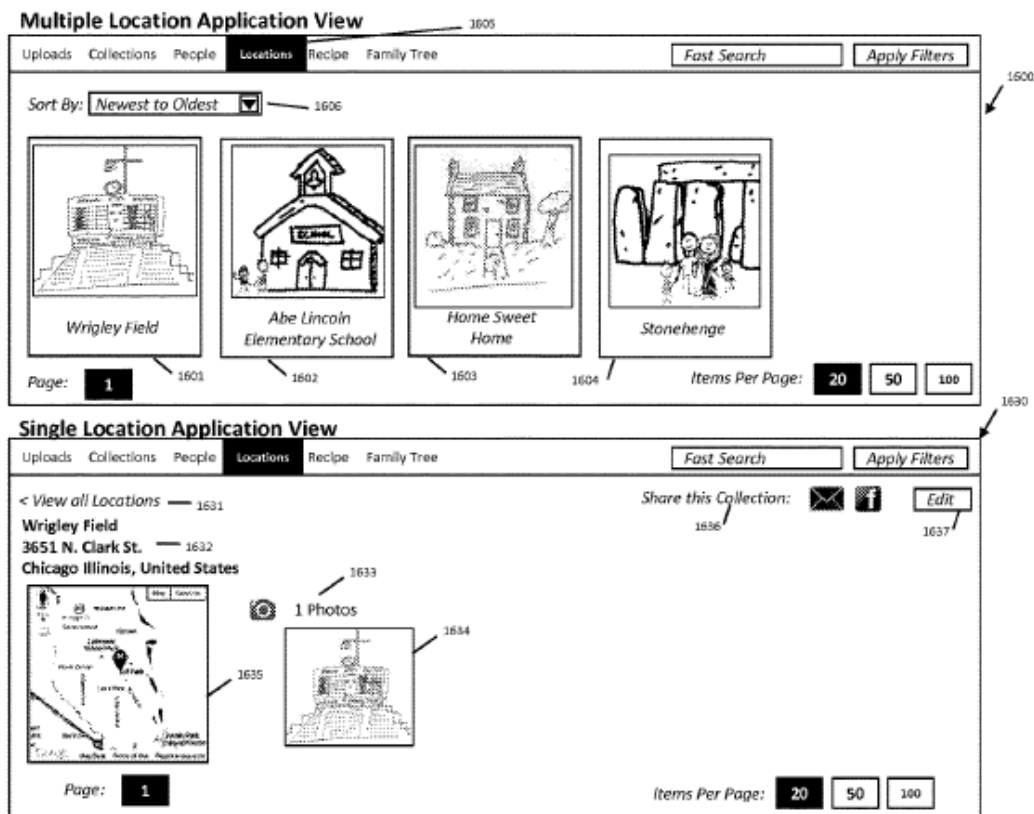 Multiple Location Application View
1605
Uploads Collections People Locations Recipe Family Tree Fast Search Apply Filters
1600
Sort By: Newest to Oldest 1606
SCHOOL
Wrigley Field
Abe Lincoln
Elementary School
Home Sweet
Home
Stonehenge
1601 1602 1603 1604
Page: 1 Items Per Page: 20 50 100
1630
Single Location Application View
Uploads Collections People Locations Recipe Family Tree Fast Search Apply Filters
< View all Locations 1631 Share this Collection: f Edit
1636 1637
Wrigley Field
3651 N. Clark St. 1632
Chicago Illinois, United States
1633
1 Photos
1634
1635
Page: 1 Items Per Page: 20 50 100